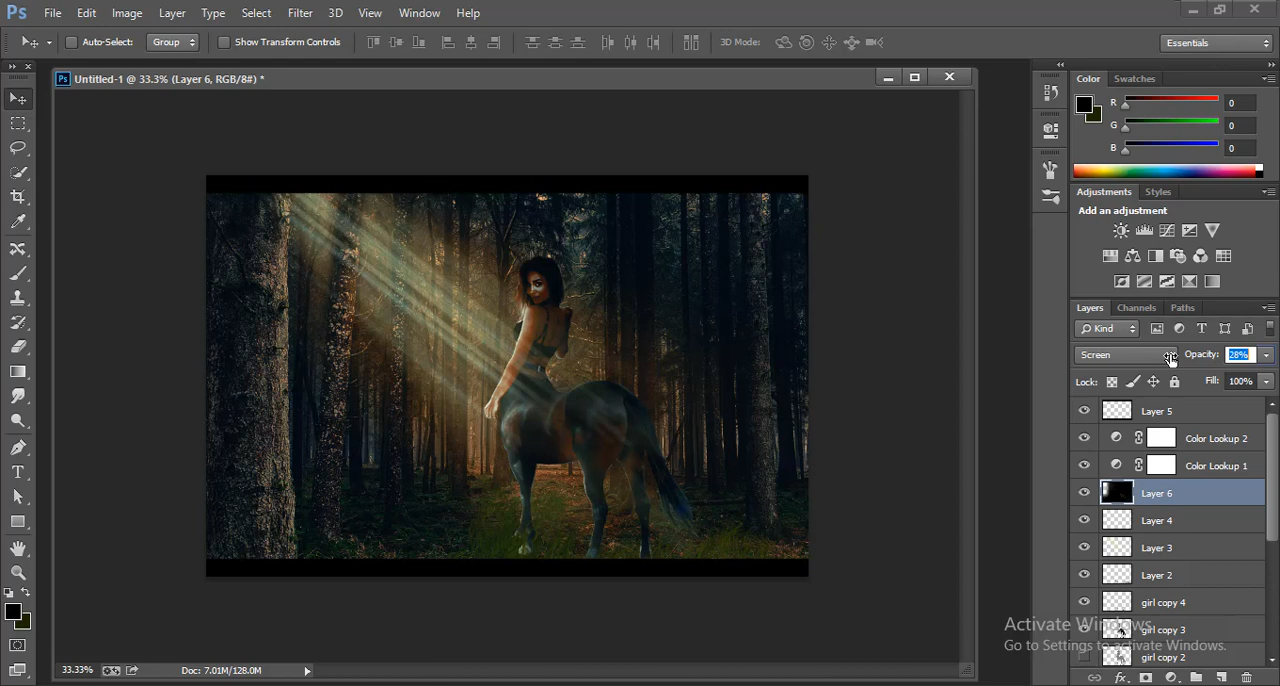 Ps File Edit Image Layer Type Select Filter 3D View Window Help
Auto-Select: Group Show Transform Controls 3D Mode: Essentials
Ps Untitled-1 @ 33.3% (Layer 6, RGB/8#) *
Color Swatches
R 0
G 0
B 0
Adjustments Styles
Add an adjustment
Layers Channels Paths
Kind T
Screen Opacity: 28%
Lock: Fill: 100%
Layer 5
Color Lookup 2
Color Lookup 1
Layer 6
Layer 4
Layer 3
Layer 2
girl copy 4
girl copy 3
girl copy 2
Activate Windows
Go to Settings to activate Windows.
33.33% Doc: 7.01M/128.0M
fx